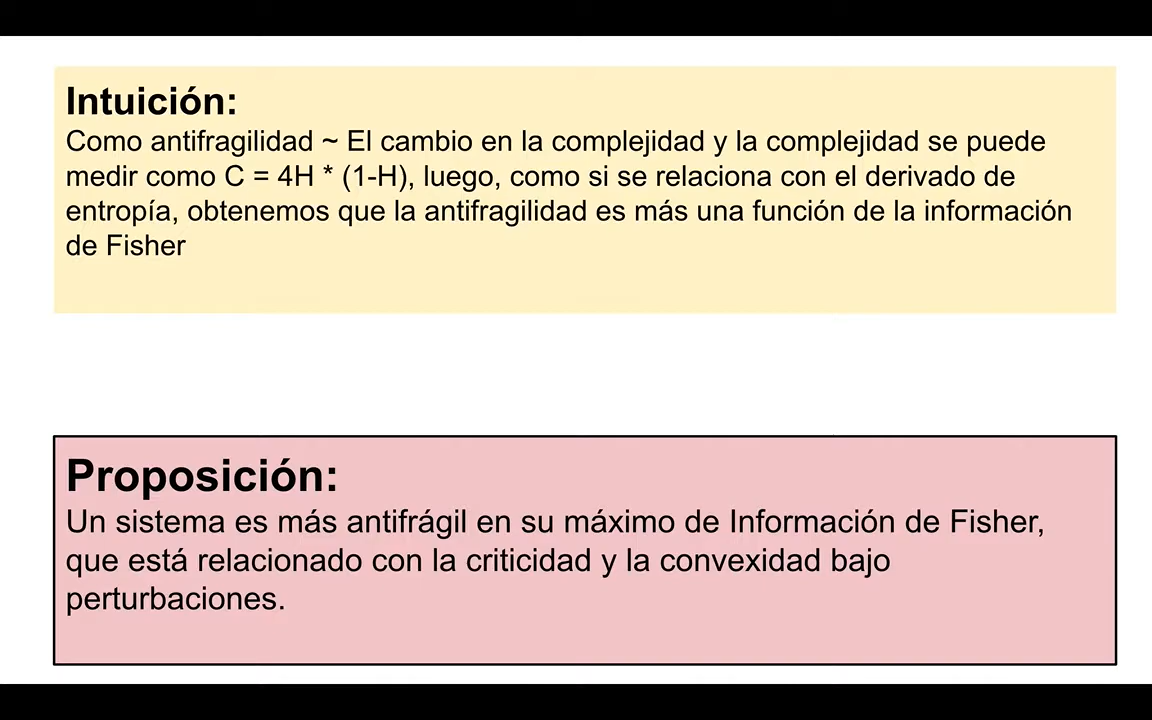 Intuición:
Como antifragilidad ~ El cambio en la complejidad y la complejidad se puede
medir como C = 4H * (1-H), luego, como si se relaciona con el derivado de
entropía, obtenemos que la antifragilidad es más una función de la información
de Fisher
Proposición:
Un sistema es más antifrágil en su máximo de Información de Fisher,
que está relacionado con la criticidad y la convexidad bajo
perturbaciones.